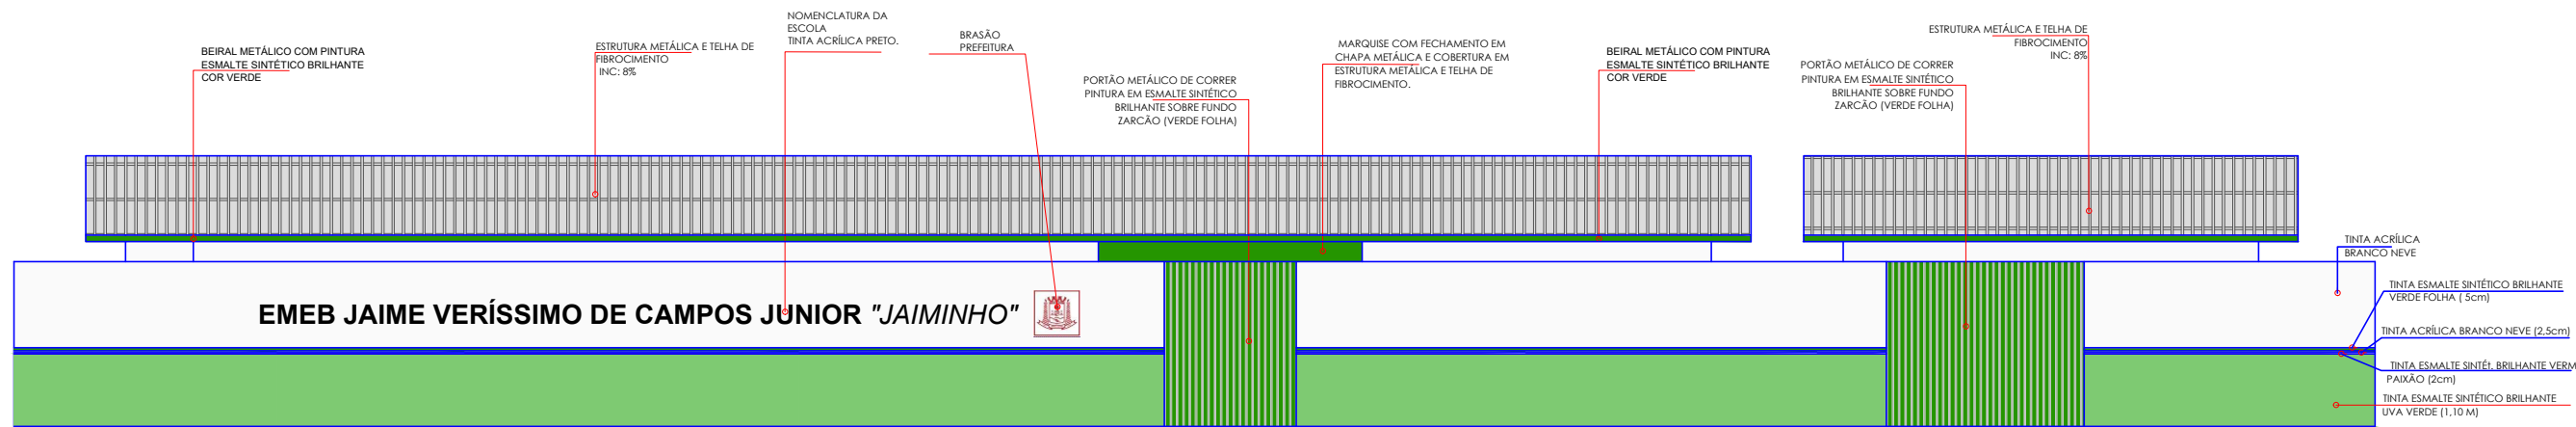 BEIRAL METÁLICO COM PINTURA
ESMALTE SINTÉTICO BRILHANTE
COR VERDE
ESTRUTURA METÁLICA E TELHA DE
FIBROCIMENTO
INC: 8%
NOMENCLATURA DA
ESCOLA
TINTA ACRÍLICA PRETO.
BRASÃO
PREFEITURA
PORTÃO METÁLICO DE CORRER
PINTURA EM ESMALTE SINTÉTICO
BRILHANTE SOBRE FUNDO
ZARCÃO (VERDE FOLHA)
MARQUISE COM FECHAMENTO EM
CHAPA METÁLICA E COBERTURA EM
ESTRUTURA METÁLICA E TELHA DE
FIBROCIMENTO.
BEIRAL METÁLICO COM PINTURA
ESMALTE SINTÉTICO BRILHANTE
COR VERDE
PORTÃO METÁLICO DE CORRER
PINTURA EM ESMALTE SINTÉTICO
BRILHANTE SOBRE FUNDO
ZARCÃO (VERDE FOLHA)
ESTRUTURA METÁLICA E TELHA DE
FIBROCIMENTO
INC: 8%
EMEB JAIME VERÍSSIMO DE CAMPOS JUNIOR "JAIMINHO"
TINTA ACRÍLICA
BRANCO NEVE
TINTA ESMALTE SINTÉTICO BRILHANTE
VERDE FOLHA ( 5cm)
TINTA ACRÍLICA BRANCO NEVE (2,5cm)
TINTA ESMALTE SINTÉt. BRILHANTE VERM
PAIXÃO (2cm)
TINTA ESMALTE SINTÉTICO BRILHANTE
UVA VERDE (1,10 M)